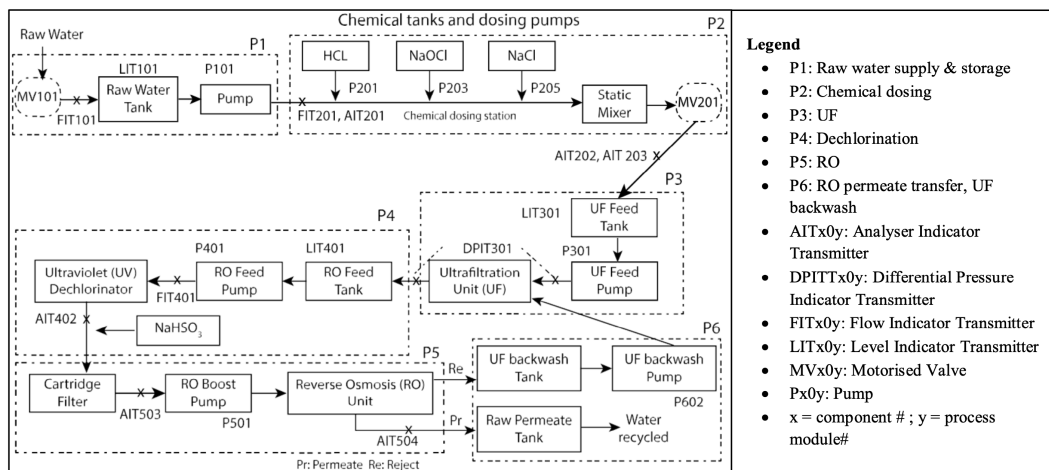 Chemical tanks and dosing pumps
P2
Raw Water
P1
MV101
FIT101
LIT101
Raw Water
Tank
P101
Pump
HCL
NaOCl
NaCl
P201
P203
P205
FIT201, AIT201
Chemical dosing station
Static
Mixer
MV201
AIT202, AIT 203
P3
LIT301
UF Feed
Tank
P301
UF Feed
Pump
DPIT301
Ultrafiltration
Unit (UF)
P4
LIT401
RO Feed
Tank
P401
RO Feed
Pump
FIT401
Ultraviolet (UV)
Dechlorinator
AIT402
NaHSO3
P5
Cartridge
Filter
AIT503
RO Boost
Pump
P501
Reverse Osmosis (RO)
Unit
AIT504
Re
Pr
P6
UF backwash
Tank
UF backwash
Pump
P602
Raw Permeate
Tank
Water
recycled
Pr: Permeate Re: Reject
Legend
• P1: Raw water supply & storage
• P2: Chemical dosing
• P3: UF
• P4: Dechlorination
• P5: RO
• P6: RO permeate transfer, UF
backwash
• AITx0y: Analyser Indicator
Transmitter
• DPITTx0y: Differential Pressure
Indicator Transmitter
• FITx0y: Flow Indicator Transmitter
• LITx0y: Level Indicator Transmitter
• MVx0y: Motorised Valve
• Px0y: Pump
• x = component # ; y = process
module#